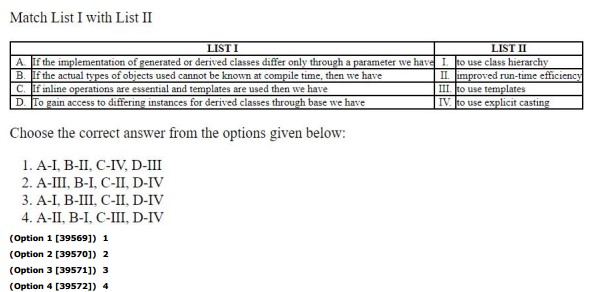 Match List I with List II
LIST I LIST II
A. If the implementation of generated or derived classes differ only through a parameter we have I. to use class hierarchy
B. If the actual types of objects used cannot be known at compile time, then we have II. improved run-time efficiency
C. If inline operations are essential and templates are used then we have III. to use templates
D. To gain access to differing instances for derived classes through base we have IV. to use explicit casting
Choose the correct answer from the options given below:
1. A-I, B-II, C-IV, D-III
2. A-III, B-I, C-II, D-IV
3. A-I, B-III, C-II, D-IV
4. A-II, B-I, C-III, D-IV
(Option 1 [39569]) 1
(Option 2 [39570]) 2
(Option 3 [39571]) 3
(Option 4 [39572]) 4